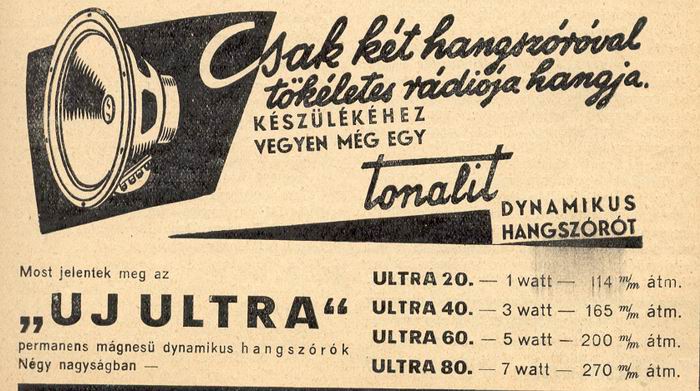 Csak két hangszóróval
tökéletes rádiója hangja.
KÉSZÜLÉKÉHEZ
VEGYEN MÉG EGY
Tonalit
DYNAMIKUS
HANGSZÓRÓT
Most jelentek meg az
„UJ ULTRA“
permanens mágnesü dynamikus hangszórók
Négy nagyságban —
ULTRA 20. — 1 watt — 114 m/m átm.
ULTRA 40. — 3 watt — 165 m/m átm.
ULTRA 60. — 5 watt — 200 m/m átm.
ULTRA 80. — 7 watt — 270 m/m átm.